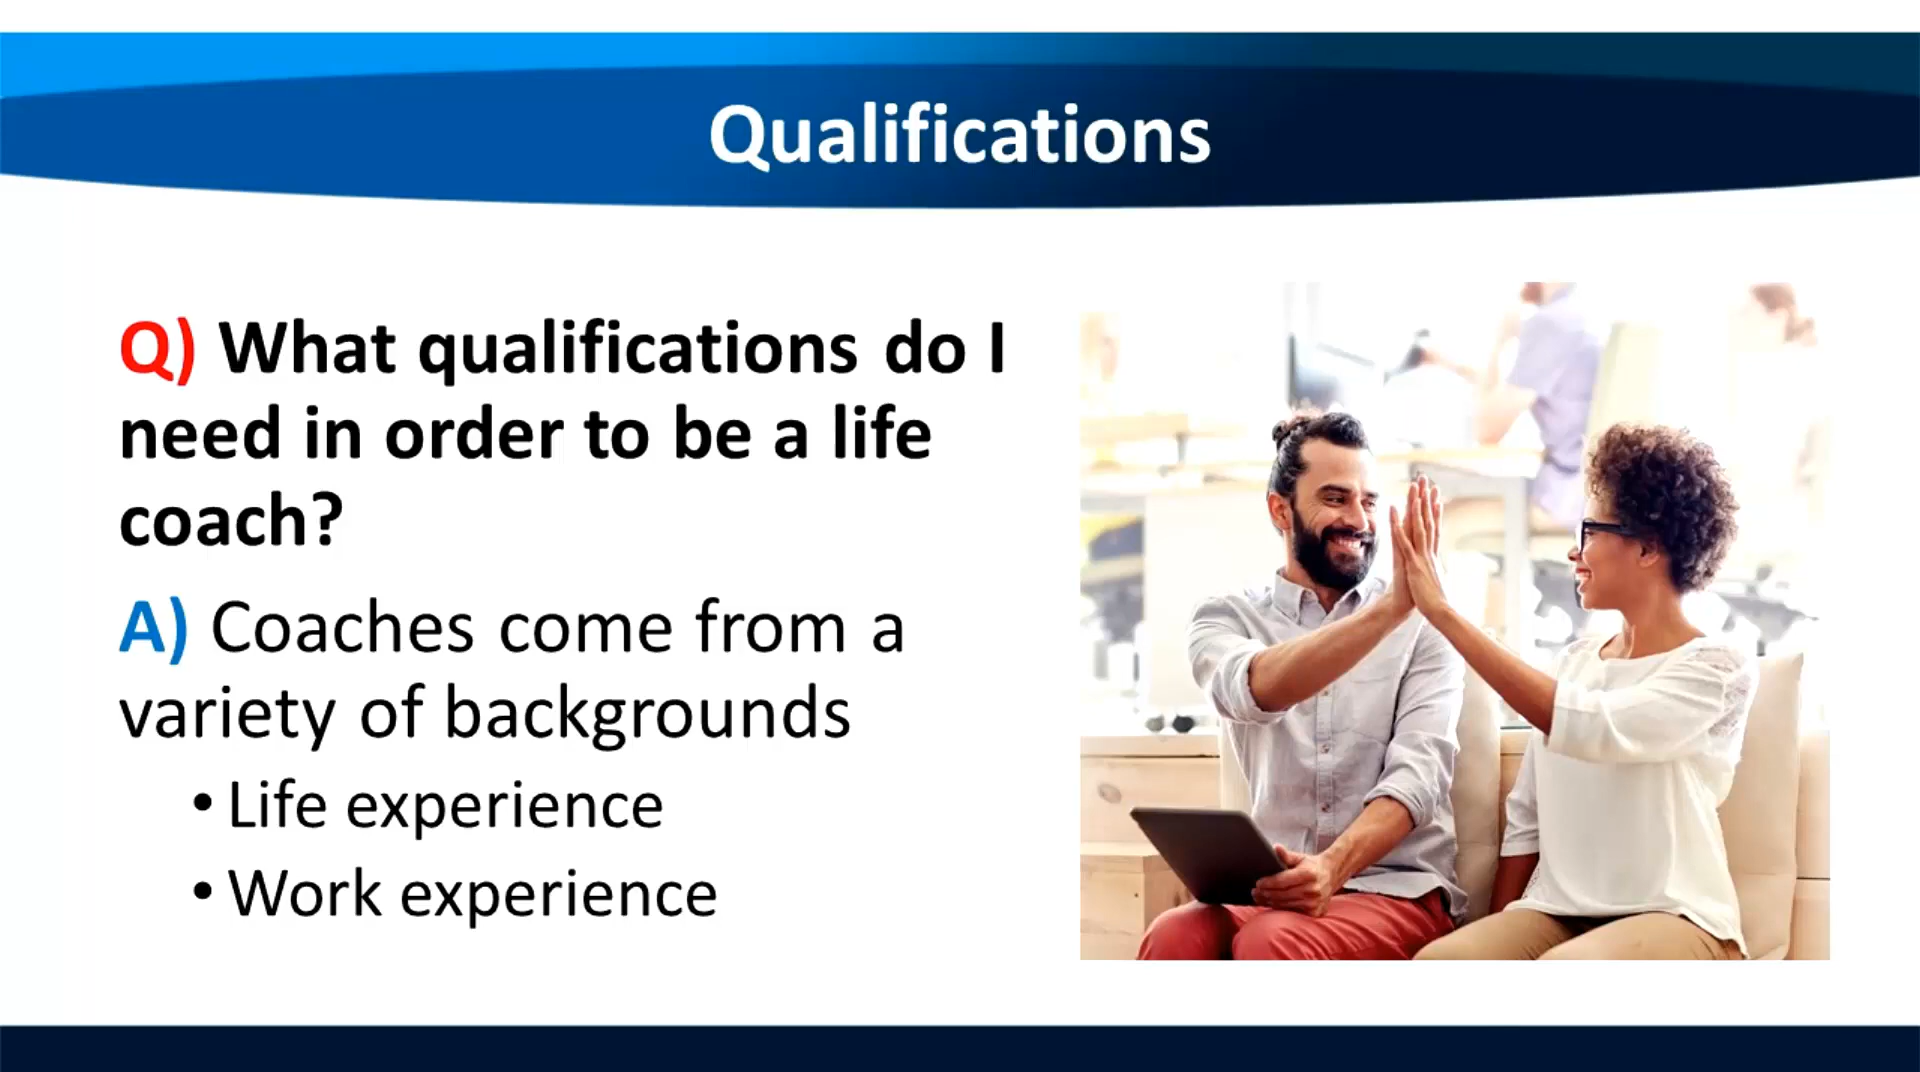 Qualifications
Q) What qualifications do I
need in order to be a life
coach?
A) Coaches come from a
variety of backgrounds
• Life experience
• Work experience